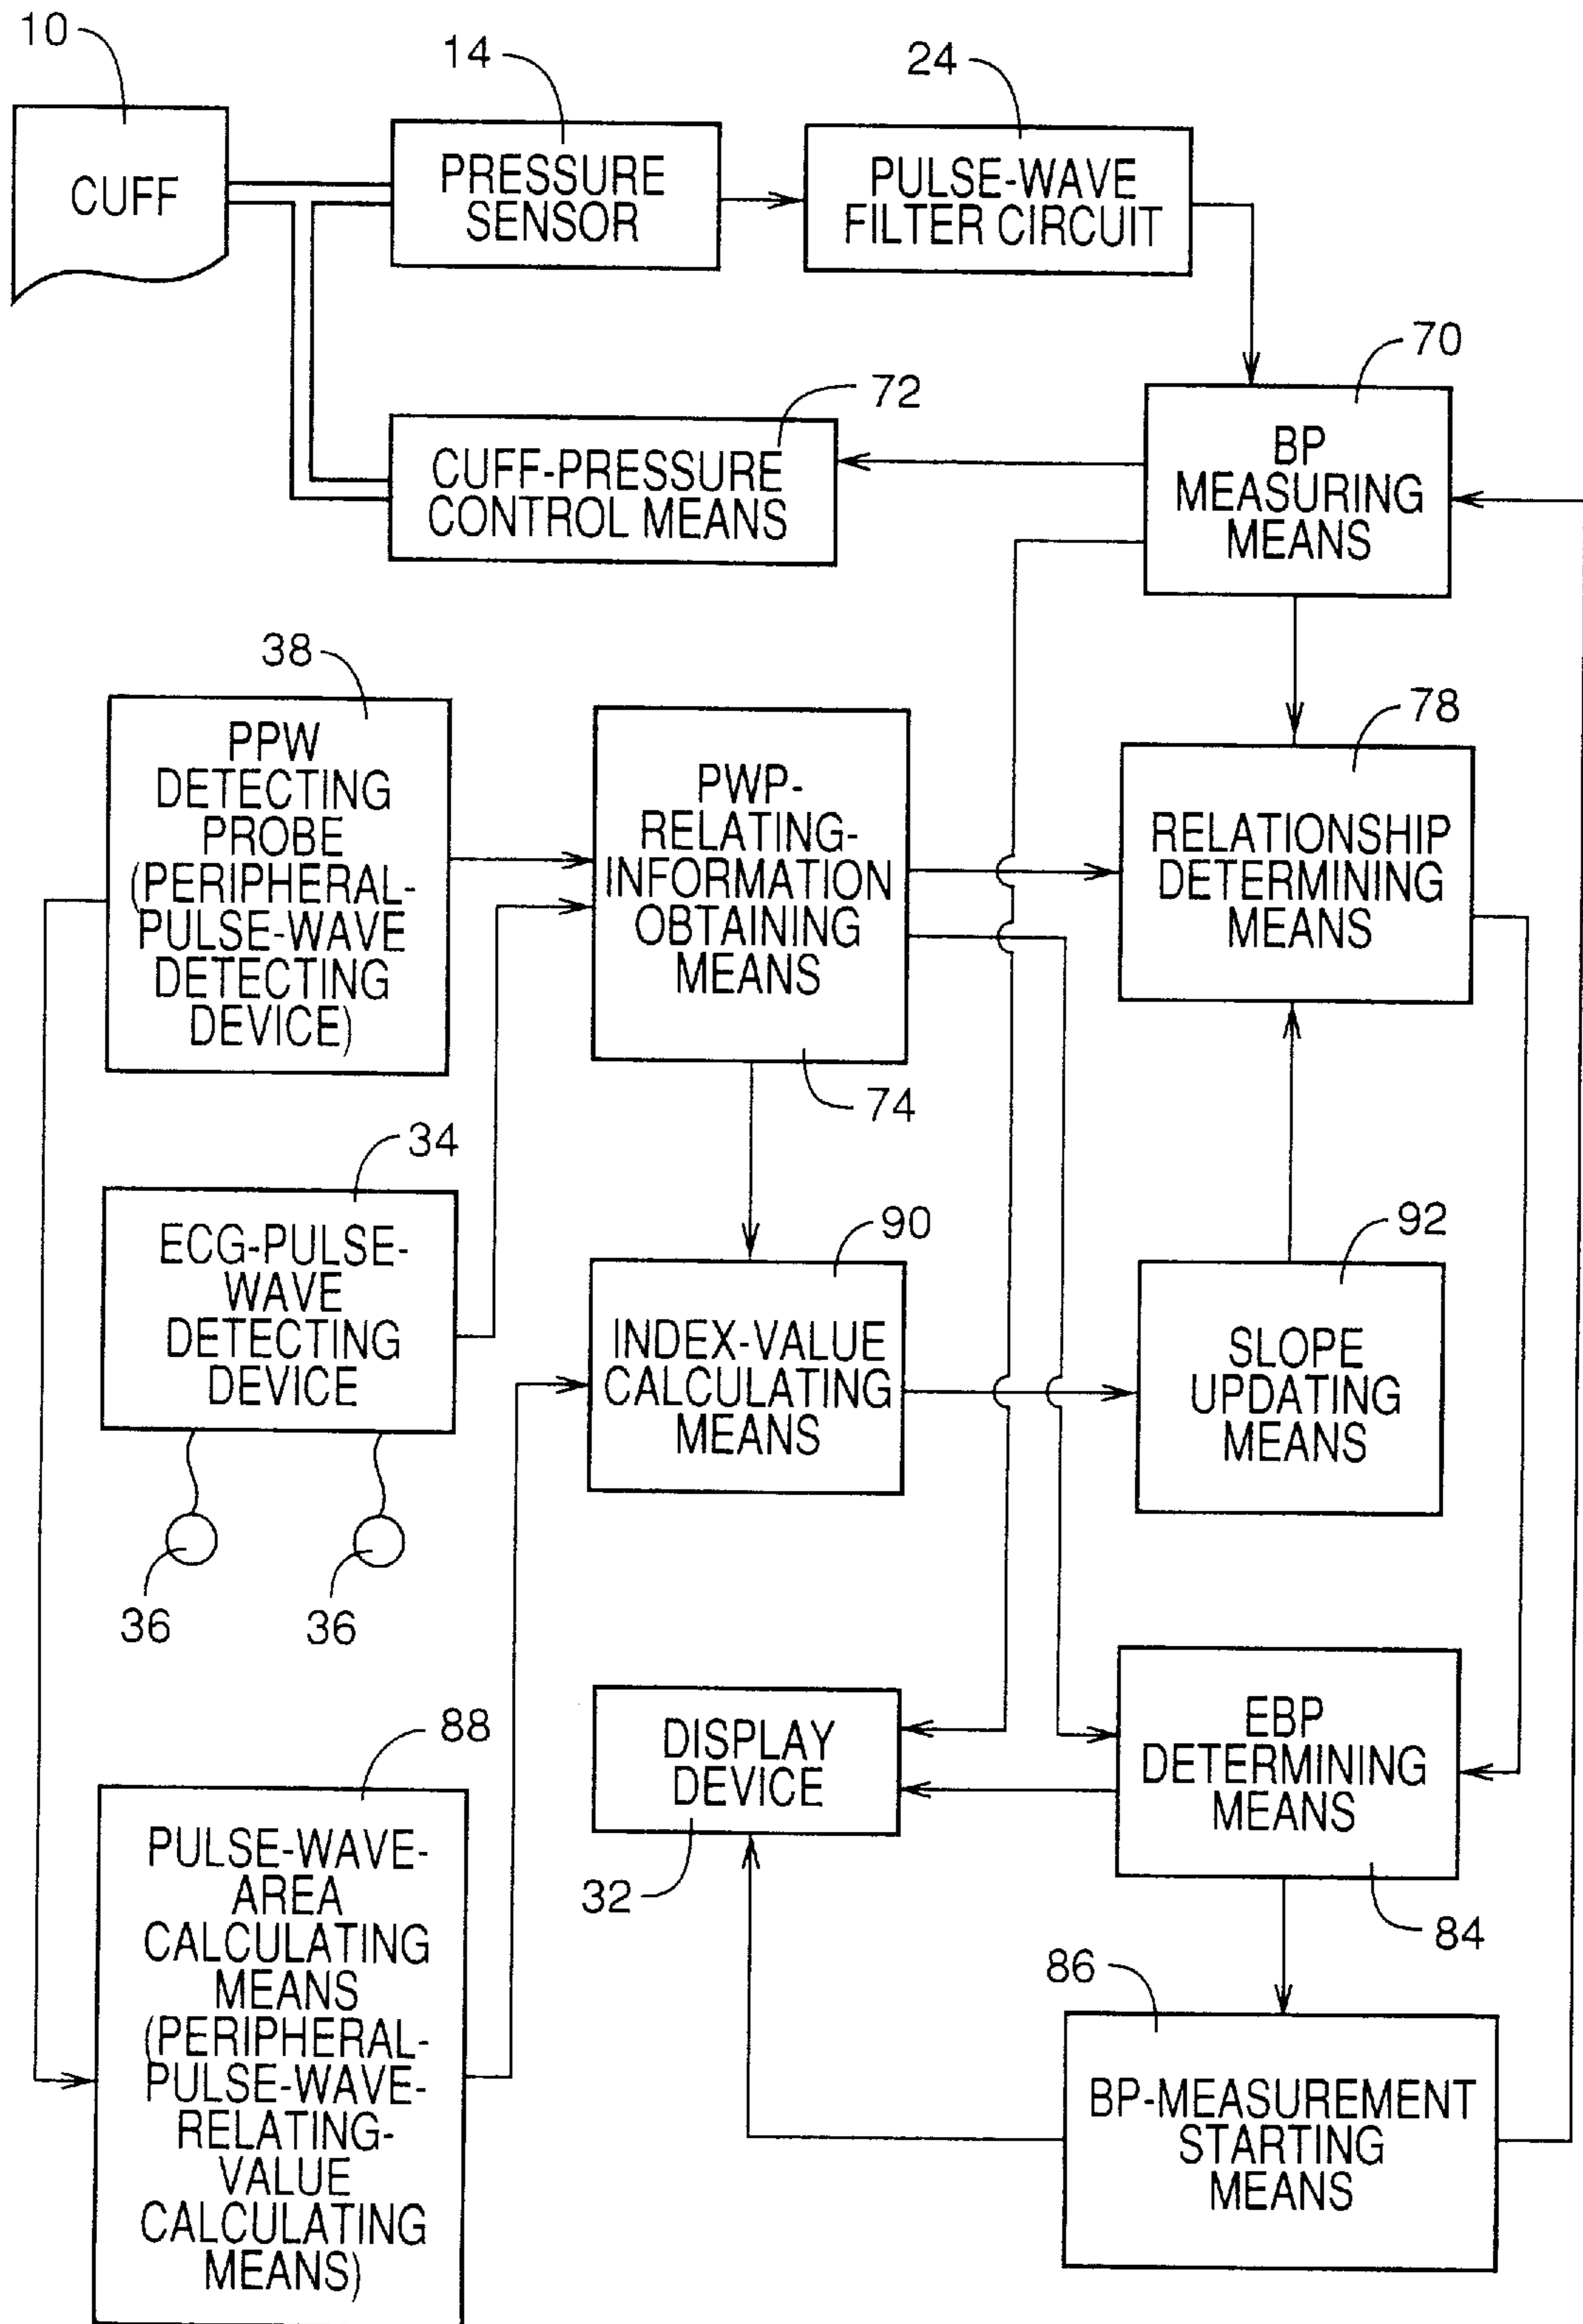 10
14
24
CUFF
PRESSURE
SENSOR
PULSE-WAVE
FILTER CIRCUIT
70
72
BP
MEASURING
MEANS
CUFF-PRESSURE
CONTROL MEANS
38
PPW
DETECTING
PROBE
(PERIPHERAL-
PULSE-WAVE
DETECTING
DEVICE)
PWP-
RELATING-
INFORMATION
OBTAINING
MEANS
74
78
RELATIONSHIP
DETERMINING
MEANS
34
ECG-PULSE-
WAVE
DETECTING
DEVICE
36
36
90
INDEX-VALUE
CALCULATING
MEANS
92
SLOPE
UPDATING
MEANS
88
PULSE-WAVE-
AREA
CALCULATING
MEANS
(PERIPHERAL-
PULSE-WAVE-
RELATING-
VALUE
CALCULATING
MEANS)
DISPLAY
DEVICE
32
EBP
DETERMINING
MEANS
84
86
BP-MEASUREMENT
STARTING
MEANS